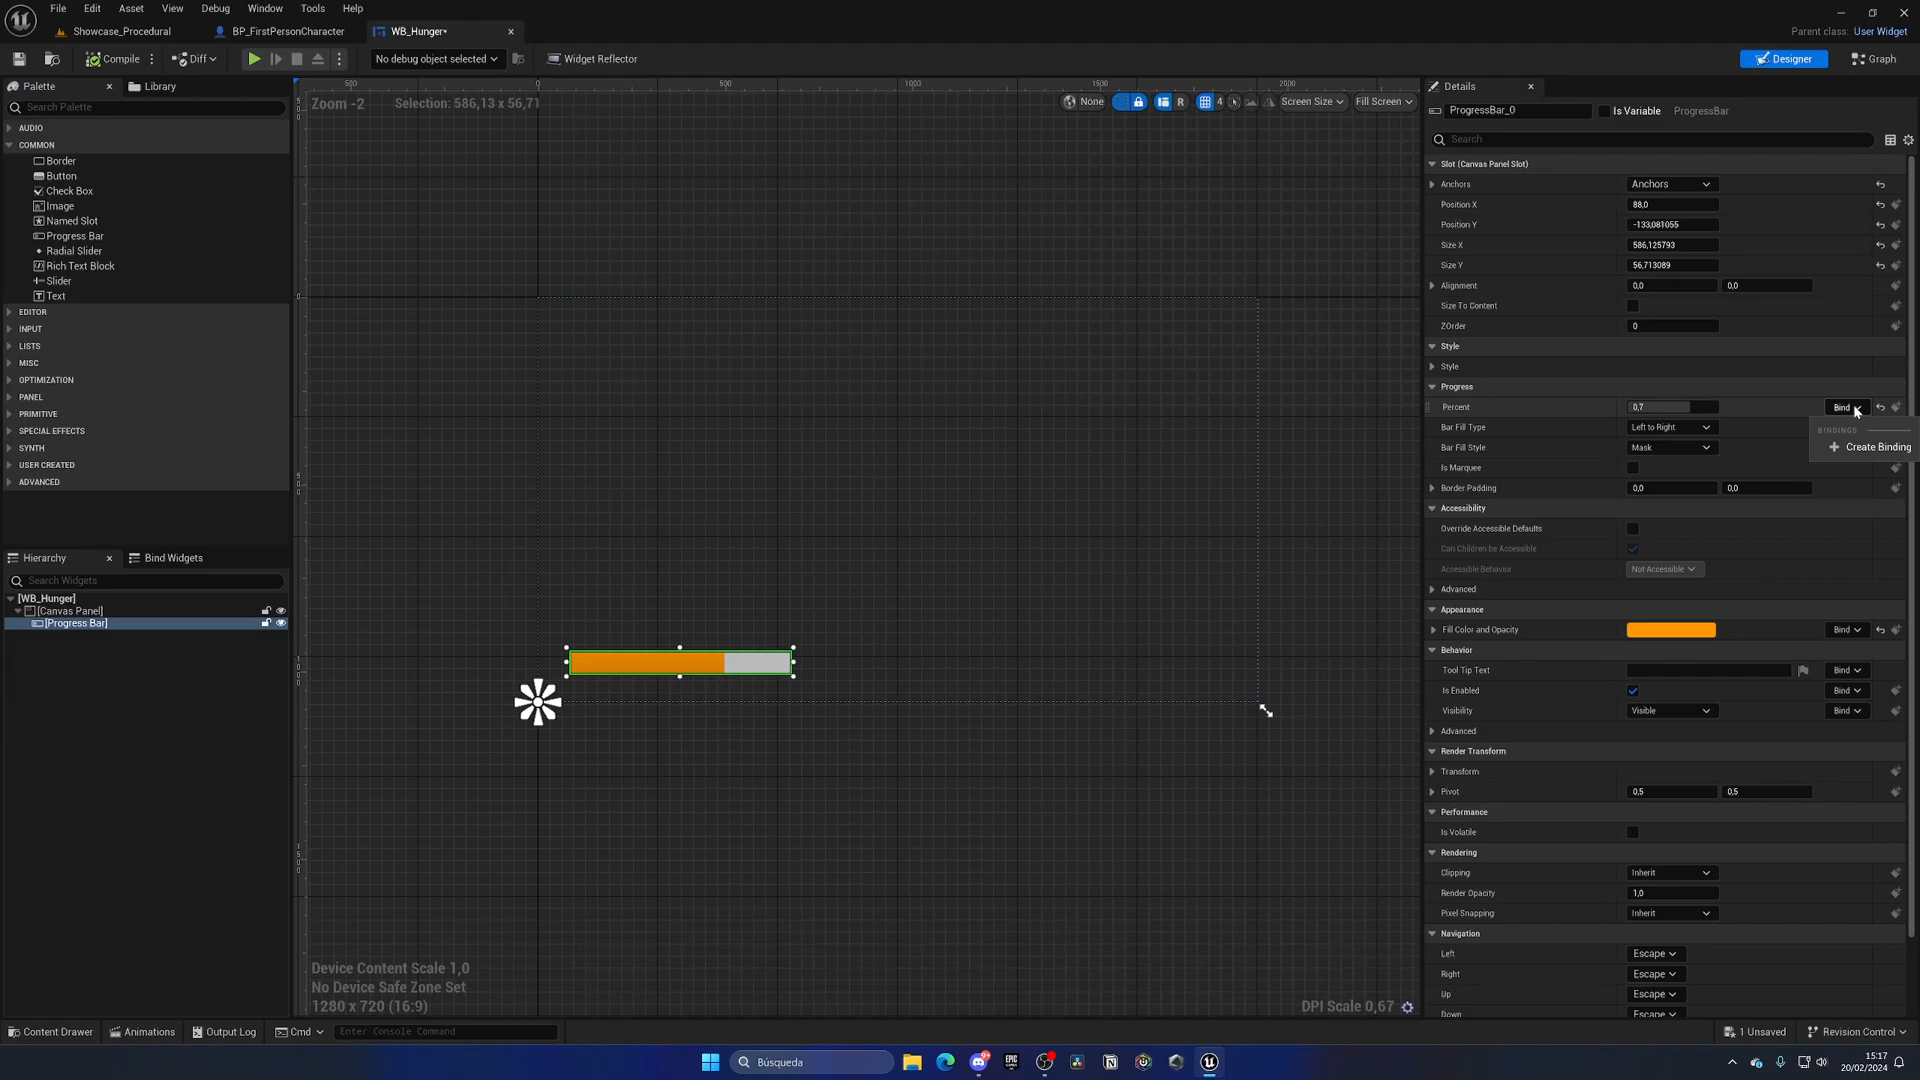 File Edit Asset View Debug Window Tools Help
Showcase_Procedural BP_FirstPersonCharacter WB_Hunger* Parent class: User Widget
Compile Diff No debug object selected Widget Reflector Designer Graph
Palette Library
Search Palette
AUDIO
COMMON
Border
Button
Check Box
Image
Named Slot
Progress Bar
Radial Slider
Rich Text Block
Slider
Text
EDITOR
INPUT
LISTS
MISC
OPTIMIZATION
PANEL
PRIMITIVE
SPECIAL EFFECTS
SYNTH
USER CREATED
ADVANCED
Hierarchy Bind Widgets
Search Widgets
[WB_Hunger]
[Canvas Panel]
[Progress Bar]
500 0 500 1000 1500 2000
Zoom -2 Selection: 586,13 x 56,71 None R 4 Screen Size Fill Screen
Device Content Scale 1,0
No Device Safe Zone Set
1280 x 720 (16:9) DPI Scale 0,67
Details
ProgressBar_0 Is Variable ProgressBar
Search
Slot (Canvas Panel Slot)
Anchors Anchors
Position X 88,0
Position Y -133,081055
Size X 586,125793
Size Y 56,713089
Alignment 0,0 0,0
Size To Content
ZOrder 0
Style
Style
Progress
Percent 0,7 Bind
Bar Fill Type Left to Right BINDINGS
Bar Fill Style Mask Create Binding
Is Marquee
Border Padding 0,0 0,0
Accessibility
Override Accessible Defaults
Can Children be Accessible
Accessible Behavior Not Accessible
Advanced
Appearance
Fill Color and Opacity Bind
Behavior
Tool Tip Text Bind
Is Enabled Bind
Visibility Visible Bind
Advanced
Render Transform
Transform
Pivot 0,5 0,5
Performance
Is Volatile
Rendering
Clipping Inherit
Render Opacity 1,0
Pixel Snapping Inherit
Navigation
Left Escape
Right Escape
Up Escape
Down Escape
Content Drawer Animations Output Log Cmd Enter Console Command 1 Unsaved Revision Control
Búsqueda 15:17
20/02/2024